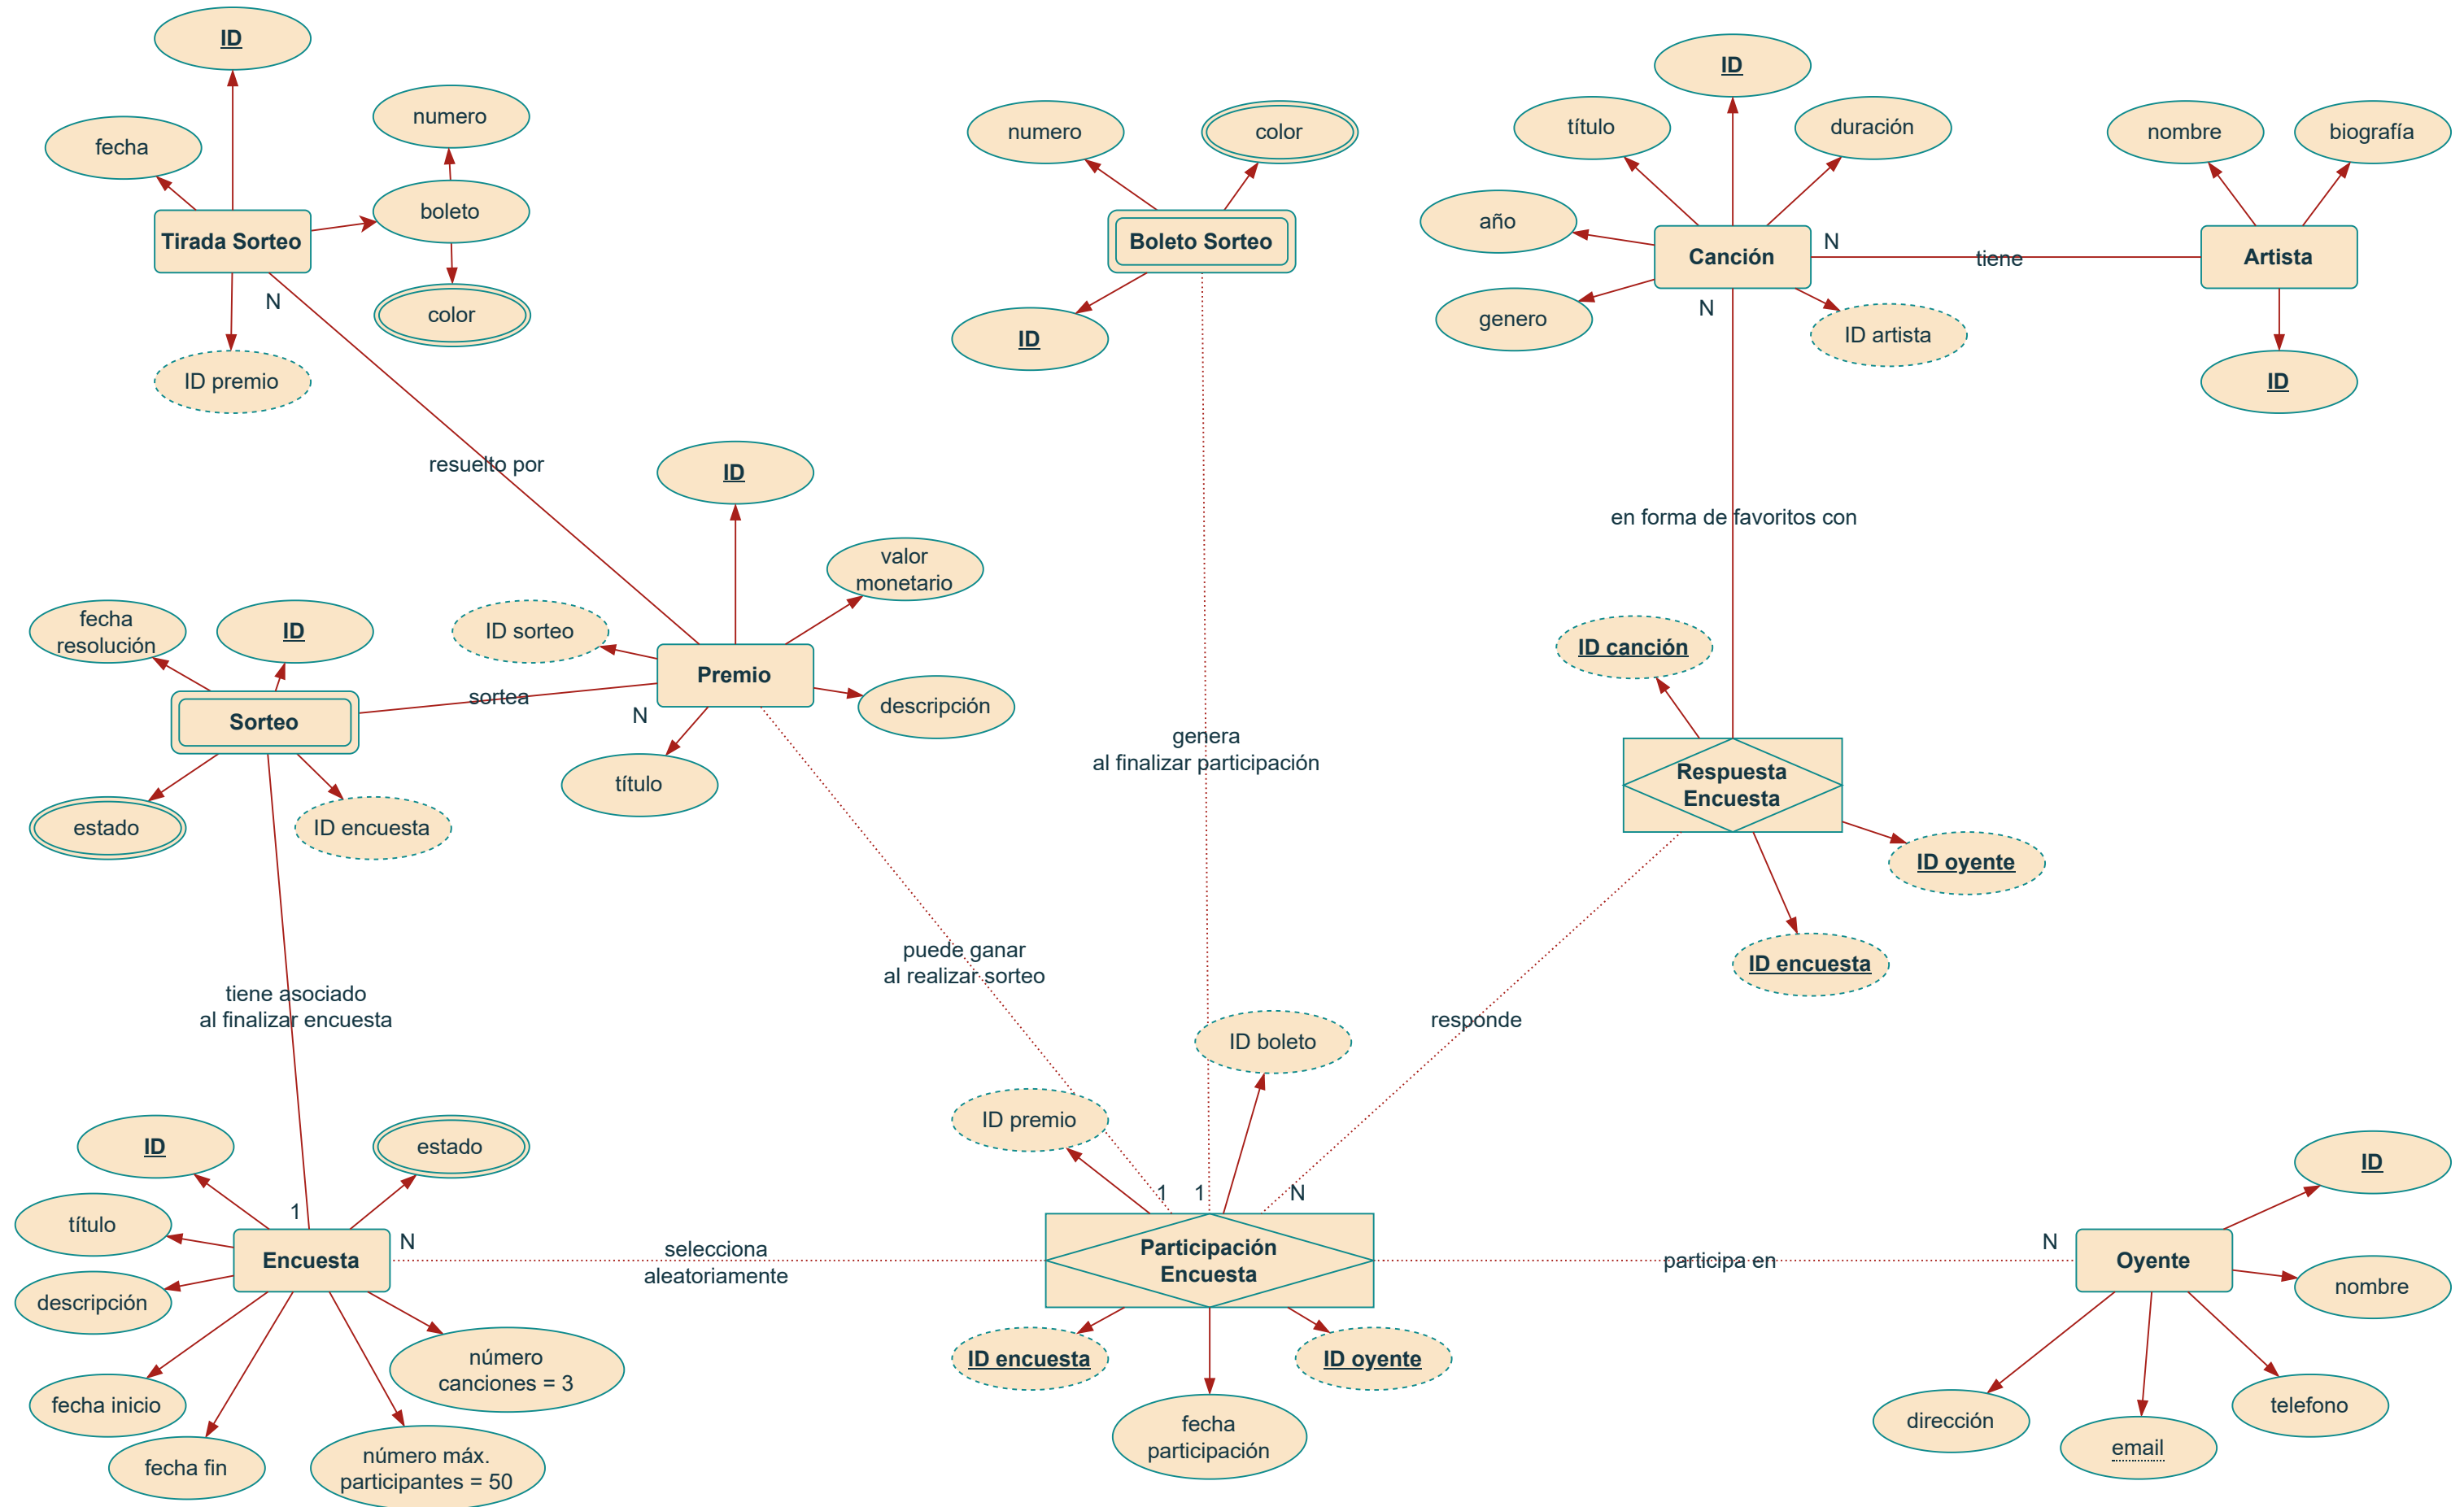 ID
numero
fecha
boleto
Tirada Sorteo
color
N
ID premio
numero
color
Boleto Sorteo
ID
ID
título
duración
año
Canción
genero
N
N
ID artista
tiene
nombre
biografía
Artista
ID
resuelto por
ID
valor
monetario
ID sorteo
Premio
descripción
título
N
sortea
fecha
resolución
ID
Sorteo
estado
ID encuesta
genera
al finalizar participación
en forma de favoritos con
ID canción
Respuesta
Encuesta
ID oyente
ID encuesta
puede ganar
al realizar sorteo
tiene asociado
al finalizar encuesta
responde
ID boleto
ID premio
1
1
N
ID
estado
título
1
Encuesta
N
descripción
fecha inicio
fecha fin
número
canciones = 3
número máx.
participantes = 50
selecciona
aleatoriamente
Participación
Encuesta
ID encuesta
ID oyente
fecha
participación
participa en
N
Oyente
ID
nombre
dirección
email
telefono